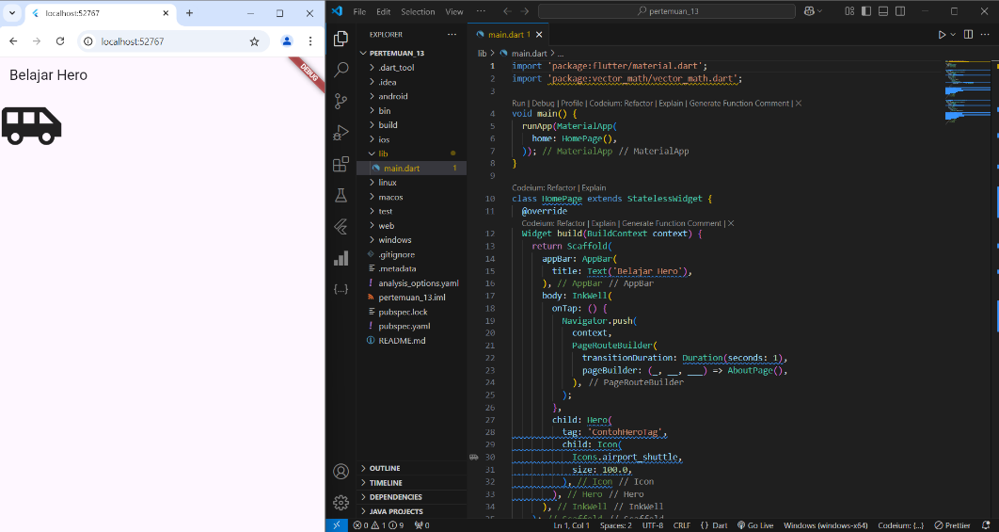 localhost:52767
localhost:52767
Belajar Hero
DEBUG
File Edit Selection View ··· pertemuan_13
EXPLORER ···
PERTEMUAN_13
.dart_tool
.idea
android
bin
build
ios
lib
main.dart 1
linux
macos
test
web
windows
.gitignore
.metadata
analysis_options.yaml
pertemuan_13.iml
pubspec.lock
pubspec.yaml
README.md
OUTLINE
TIMELINE
DEPENDENCIES
JAVA PROJECTS
main.dart 1
lib > main.dart > ...
1 import 'package:flutter/material.dart';
2 import 'package:vector_math/vector_math.dart';
3
Run | Debug | Profile | Codeium: Refactor | Explain | Generate Function Comment | X
4 void main() {
5 runApp(MaterialApp(
6 home: HomePage(),
7 )); // MaterialApp // MaterialApp
8 }
9
Codeium: Refactor | Explain
10 class HomePage extends StatelessWidget {
11 @override
Codeium: Refactor | Explain | Generate Function Comment | X
12 Widget build(BuildContext context) {
13 return Scaffold(
14 appBar: AppBar(
15 title: Text('Belajar Hero'),
16 ), // AppBar // AppBar
17 body: InkWell(
18 onTap: () {
19 Navigator.push(
20 context,
21 PageRouteBuilder(
22 transitionDuration: Duration(seconds: 1),
23 pageBuilder: (_, __, ___) => AboutPage(),
24 ), // PageRouteBuilder
25 );
26 },
27 child: Hero(
28 tag: 'ContohHeroTag',
29 child: Icon(
30 Icons.airport_shuttle,
31 size: 100.0,
32 ), // Icon // Icon
33 ), // Hero // Hero
34 ), // InkWell // InkWell
35 ); // Scaffold // Scaffold
0 1 9 0 Ln 1, Col 1 Spaces: 2 UTF-8 CRLF {} Dart Go Live Windows (windows-x64) Codeium: {...} Prettier